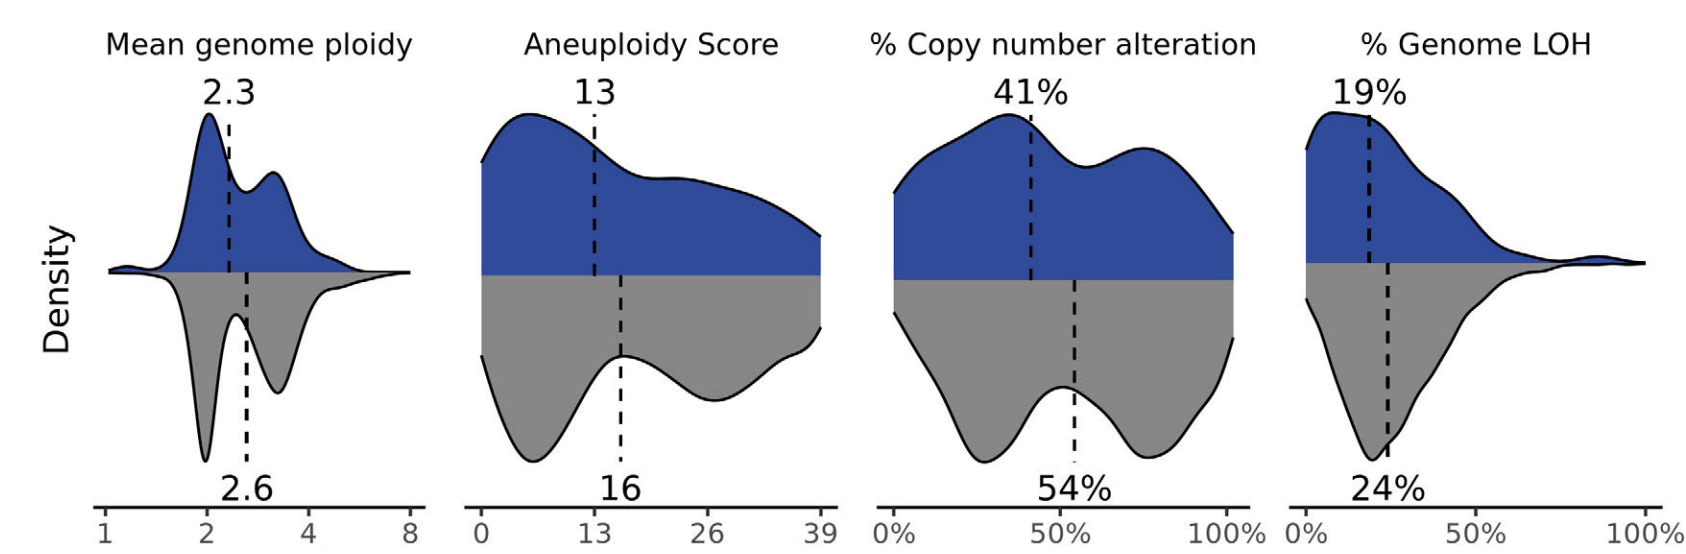 Mean genome ploidy Aneuploidy Score % Copy number alteration % Genome LOH
2.3 13 41% 19%
Density
2.6 16 54% 24%
1 2 4 8 0 13 26 39 0% 50% 100% 0% 50% 100%